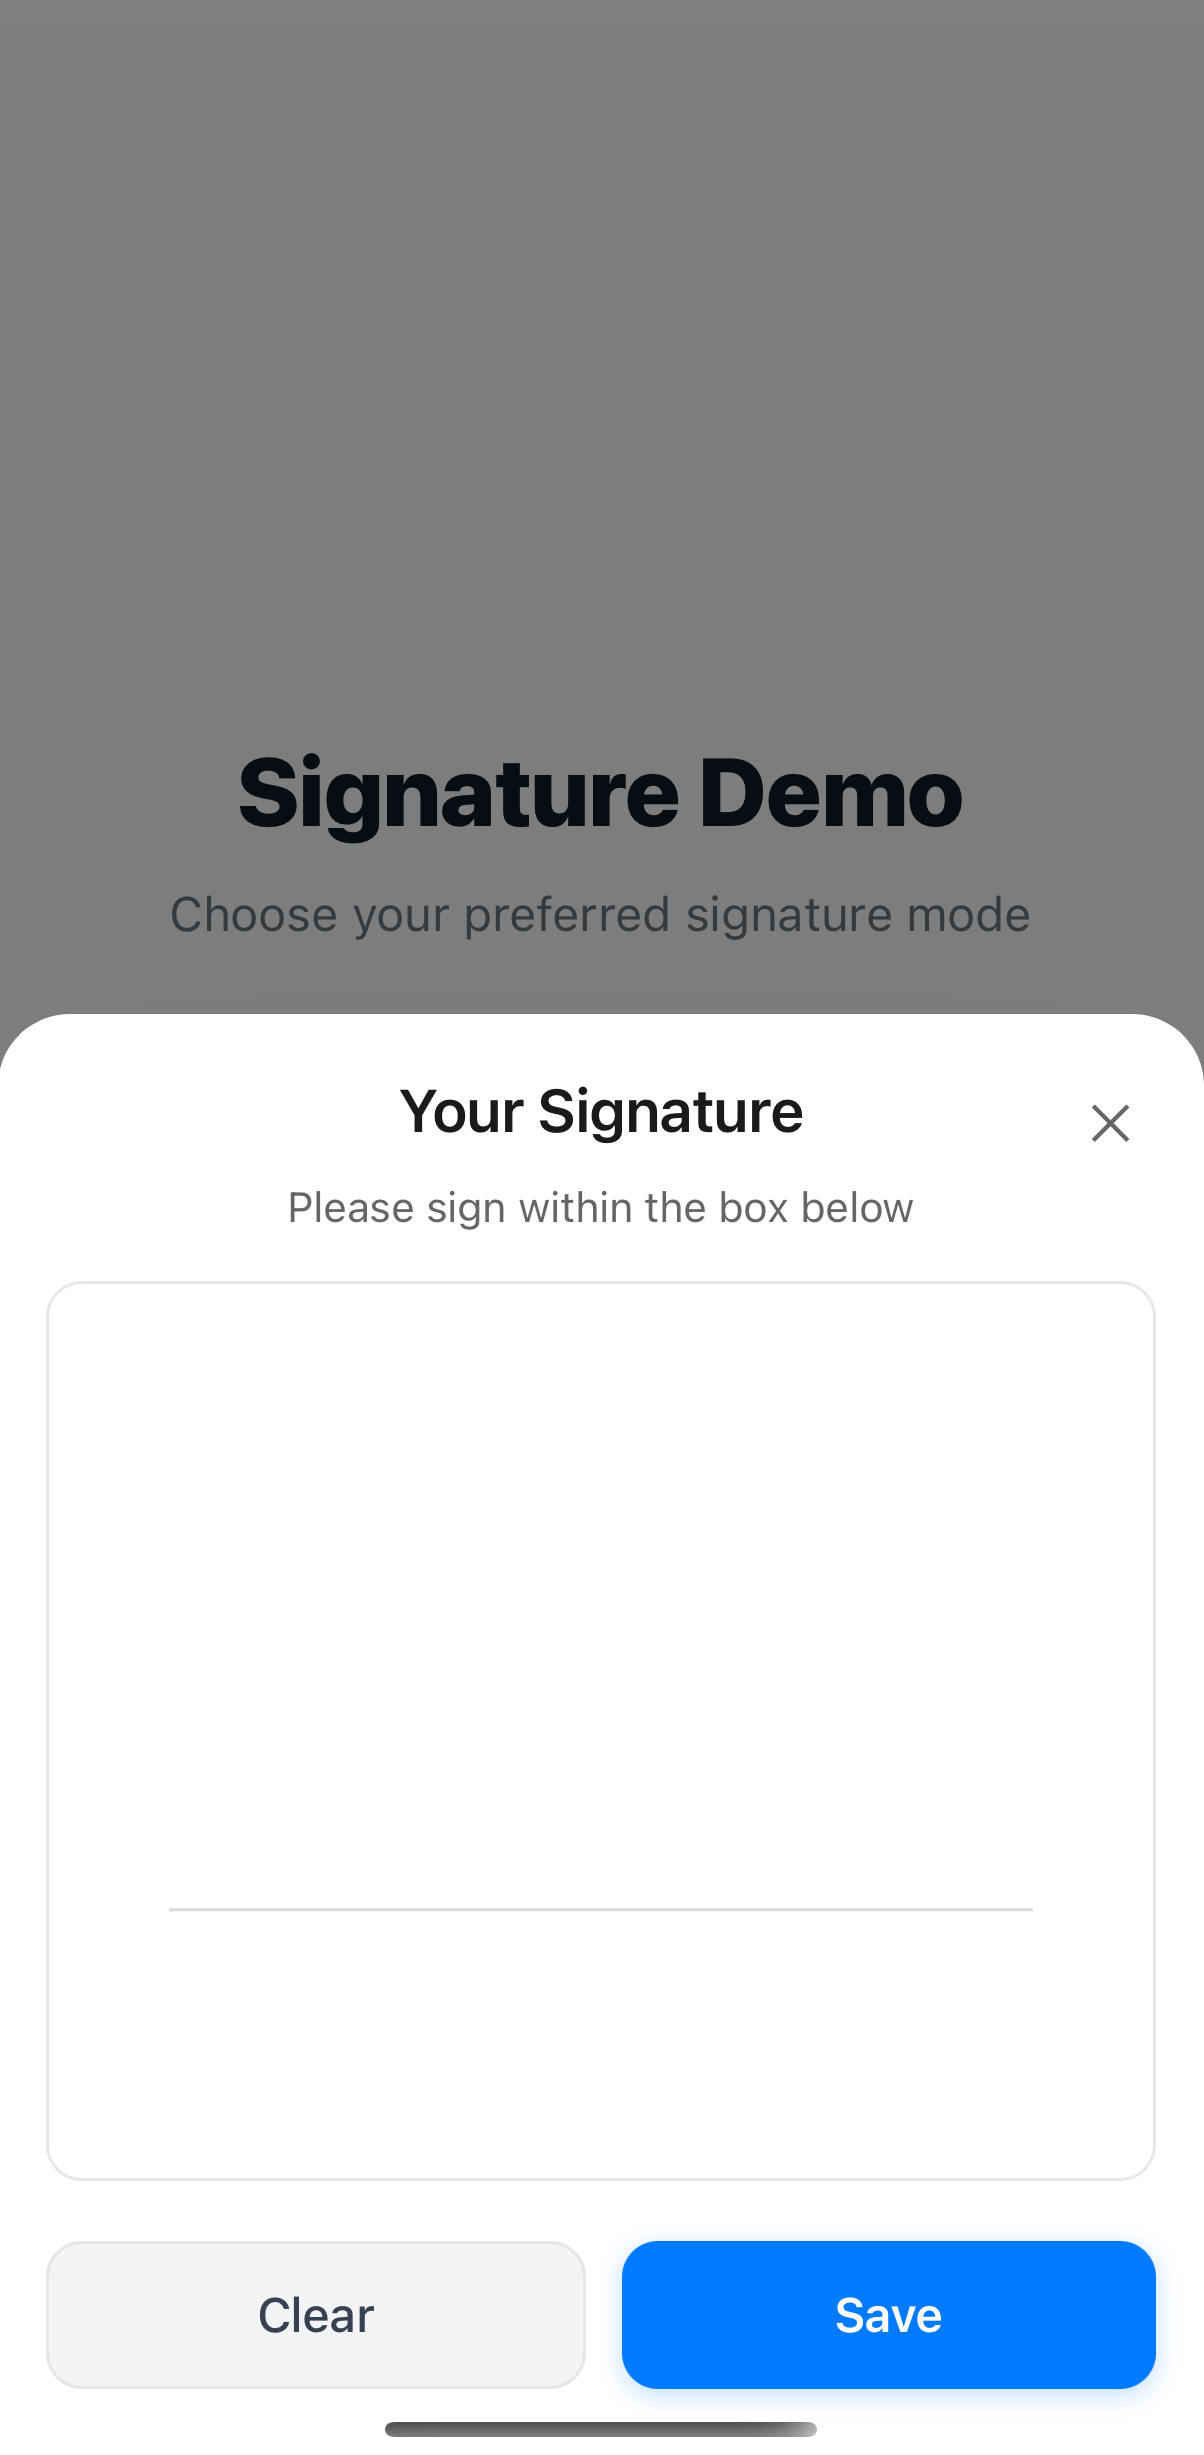 Signature Demo
Choose your preferred signature mode
Your Signature
Please sign within the box below
Clear
Save